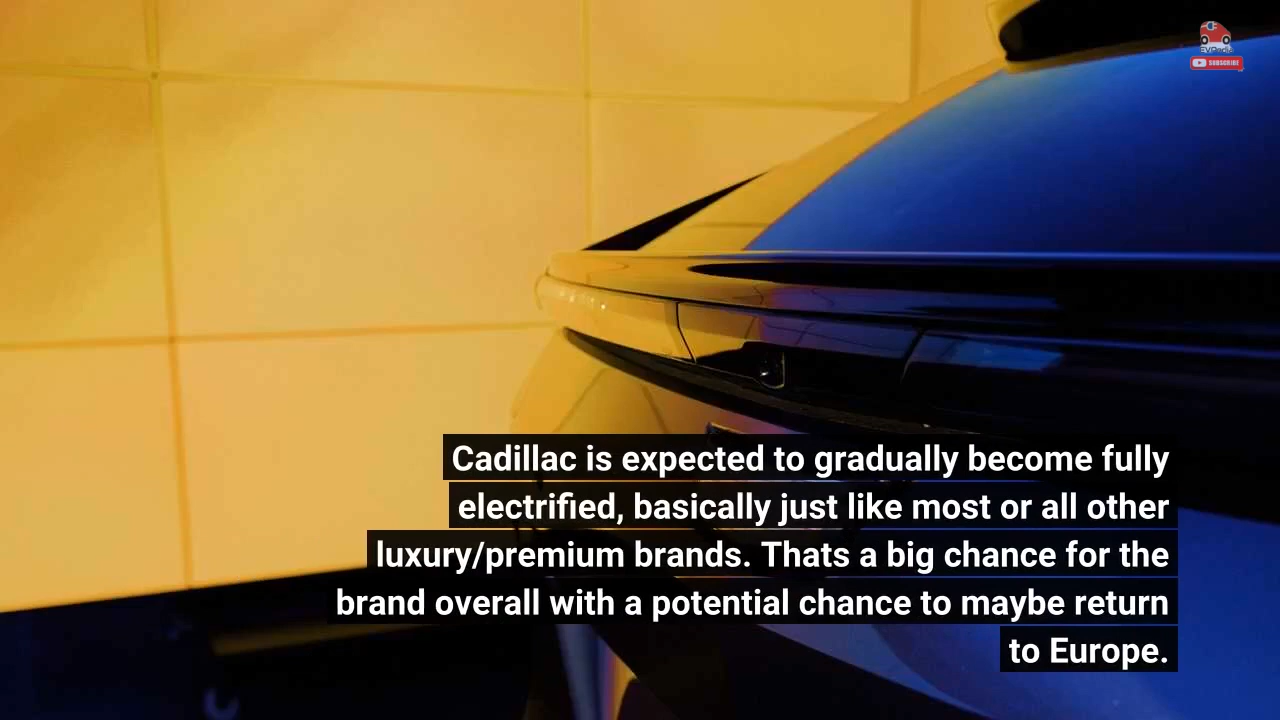 EVPedia
SUBSCRIBE
Cadillac is expected to gradually become fully
electrified, basically just like most or all other
luxury/premium brands. Thats a big chance for the
brand overall with a potential chance to maybe return
to Europe.